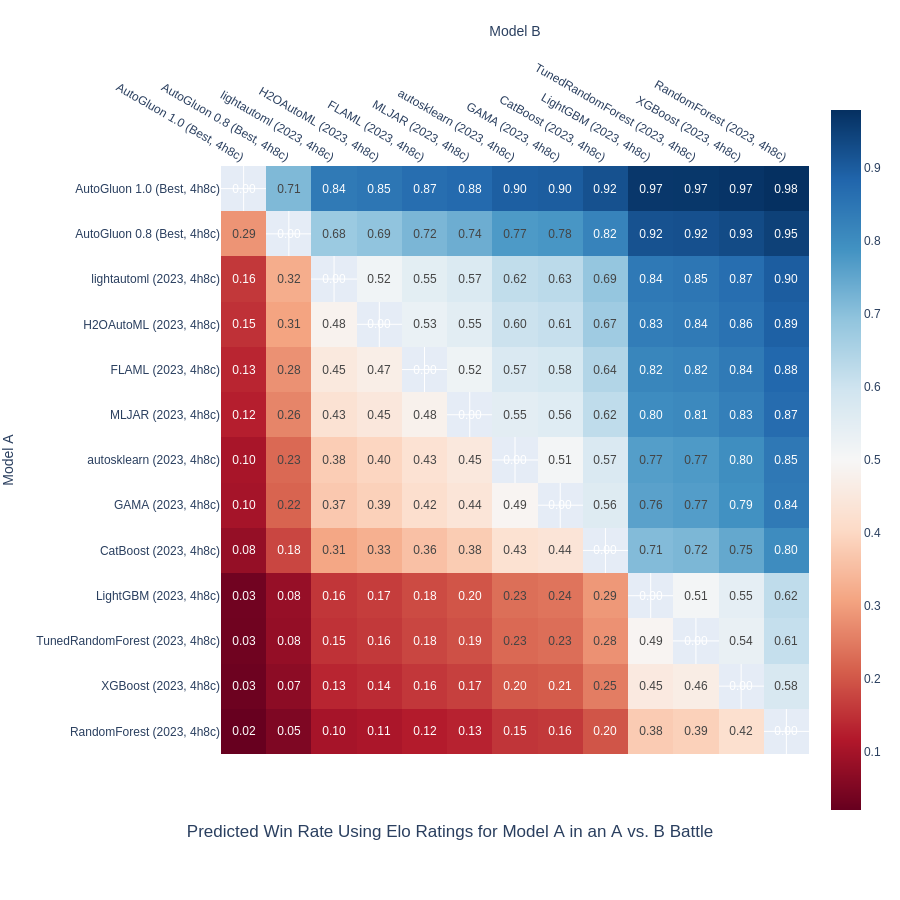 Model B
AutoGluon 1.0 (Best, 4h8c)
AutoGluon 0.8 (Best, 4h8c)
lightautoml (2023, 4h8c)
H2OAutoML (2023, 4h8c)
FLAML (2023, 4h8c)
MLJAR (2023, 4h8c)
autosklearn (2023, 4h8c)
GAMA (2023, 4h8c)
CatBoost (2023, 4h8c)
LightGBM (2023, 4h8c)
TunedRandomForest (2023, 4h8c)
XGBoost (2023, 4h8c)
RandomForest (2023, 4h8c)
Model A
AutoGluon 1.0 (Best, 4h8c) 0.00 0.71 0.84 0.85 0.87 0.88 0.90 0.90 0.92 0.97 0.97 0.97 0.98
AutoGluon 0.8 (Best, 4h8c) 0.29 0.00 0.68 0.69 0.72 0.74 0.77 0.78 0.82 0.92 0.92 0.93 0.95
lightautoml (2023, 4h8c) 0.16 0.32 0.00 0.52 0.55 0.57 0.62 0.63 0.69 0.84 0.85 0.87 0.90
H2OAutoML (2023, 4h8c) 0.15 0.31 0.48 0.00 0.53 0.55 0.60 0.61 0.67 0.83 0.84 0.86 0.89
FLAML (2023, 4h8c) 0.13 0.28 0.45 0.47 0.00 0.52 0.57 0.58 0.64 0.82 0.82 0.84 0.88
MLJAR (2023, 4h8c) 0.12 0.26 0.43 0.45 0.48 0.00 0.55 0.56 0.62 0.80 0.81 0.83 0.87
autosklearn (2023, 4h8c) 0.10 0.23 0.38 0.40 0.43 0.45 0.00 0.51 0.57 0.77 0.77 0.80 0.85
GAMA (2023, 4h8c) 0.10 0.22 0.37 0.39 0.42 0.44 0.49 0.00 0.56 0.76 0.77 0.79 0.84
CatBoost (2023, 4h8c) 0.08 0.18 0.31 0.33 0.36 0.38 0.43 0.44 0.00 0.71 0.72 0.75 0.80
LightGBM (2023, 4h8c) 0.03 0.08 0.16 0.17 0.18 0.20 0.23 0.24 0.29 0.00 0.51 0.55 0.62
TunedRandomForest (2023, 4h8c) 0.03 0.08 0.15 0.16 0.18 0.19 0.23 0.23 0.28 0.49 0.00 0.54 0.61
XGBoost (2023, 4h8c) 0.03 0.07 0.13 0.14 0.16 0.17 0.20 0.21 0.25 0.45 0.46 0.00 0.58
RandomForest (2023, 4h8c) 0.02 0.05 0.10 0.11 0.12 0.13 0.15 0.16 0.20 0.38 0.39 0.42 0.00
0.9
0.8
0.7
0.6
0.5
0.4
0.3
0.2
0.1
Predicted Win Rate Using Elo Ratings for Model A in an A vs. B Battle